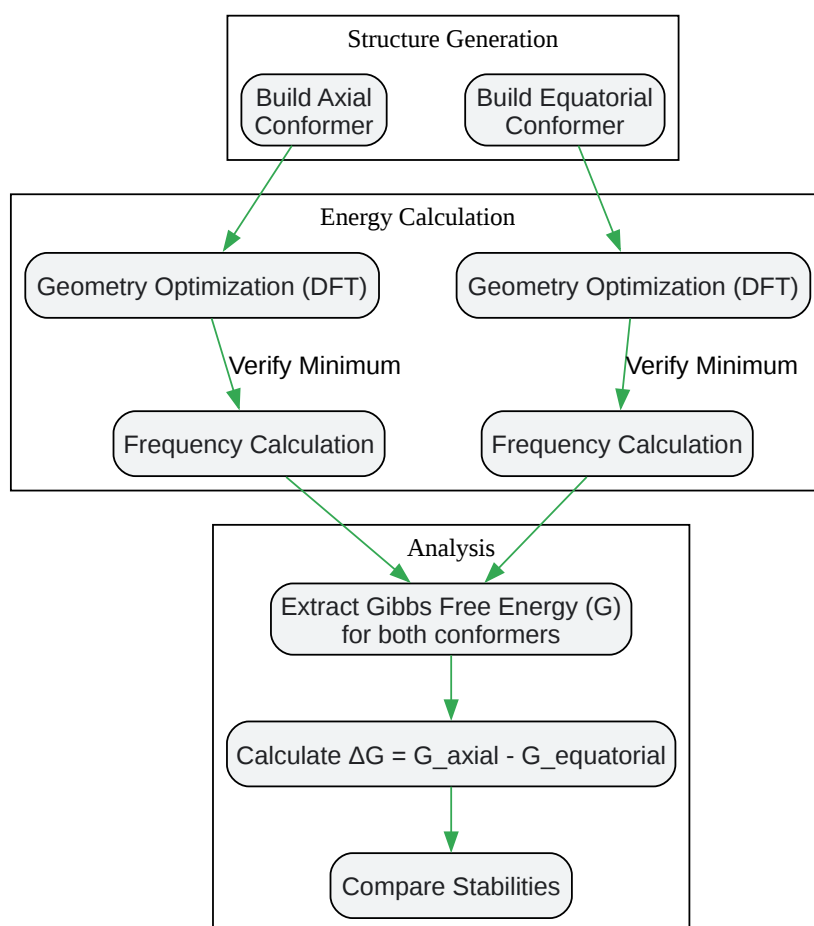 Structure Generation
Build Axial
Conformer
Build Equatorial
Conformer
Energy Calculation
Geometry Optimization (DFT)
Geometry Optimization (DFT)
Verify Minimum
Verify Minimum
Frequency Calculation
Frequency Calculation
Analysis
Extract Gibbs Free Energy (G)
for both conformers
Calculate ΔG = G_axial - G_equatorial
Compare Stabilities